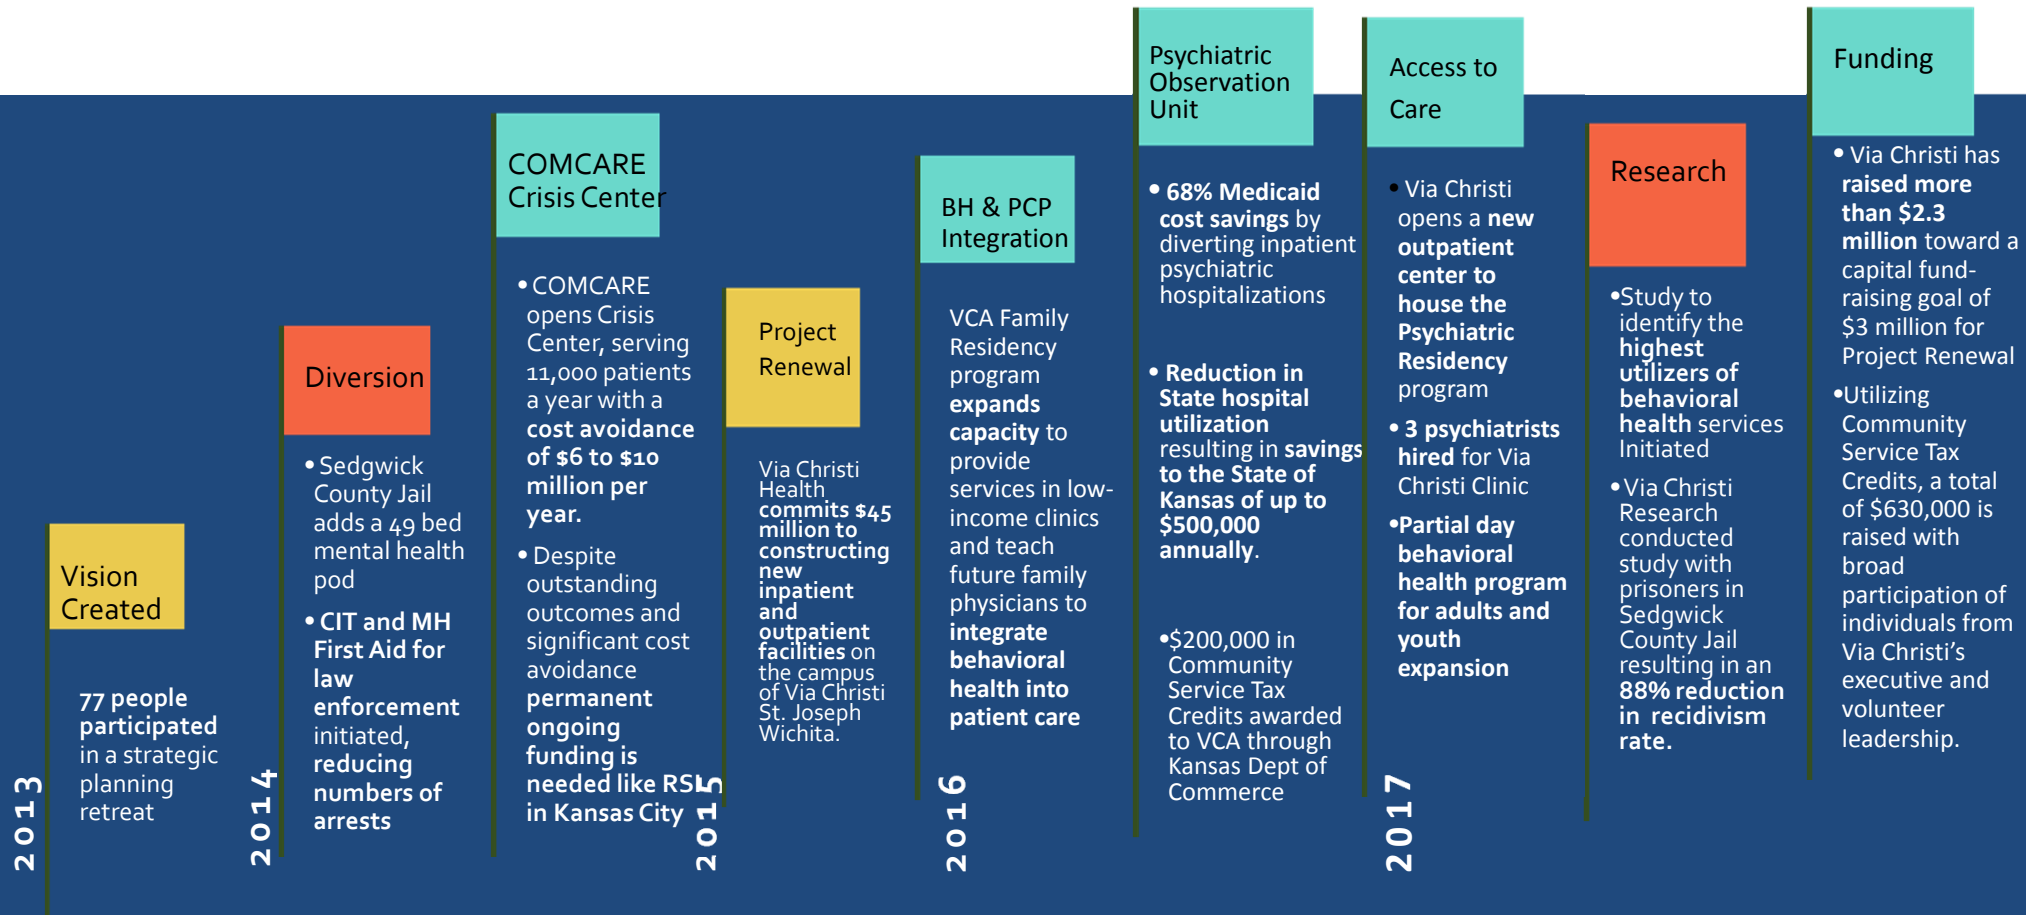 Vision
Created
77 people
participated
in a strategic
planning
retreat
2013
Diversion
• Sedgwick
County Jail
adds a 49 bed
mental health
pod
• CIT and MH
First Aid for
law
enforcement
initiated,
reducing
numbers of
arrests
2014
COMCARE
Crisis Center
• COMCARE
opens Crisis
Center, serving
11,000 patients
a year with a
cost avoidance
of $6 to $10
million per
year.
• Despite
outstanding
outcomes and
significant cost
avoidance
permanent
ongoing
funding is
needed like RSI
in Kansas City
Project
Renewal
Via Christi
Health
commits $45
million to
constructing
new
inpatient
and
outpatient
facilities on
the campus
of Via Christi
St. Joseph
Wichita.
2015
BH & PCP
Integration
VCA Family
Residency
program
expands
capacity to
provide
services in low-
income clinics
and teach
future family
physicians to
integrate
behavioral
health into
patient care
2016
Psychiatric
Observation
Unit
• 68% Medicaid
cost savings by
diverting inpatient
psychiatric
hospitalizations
• Reduction in
State hospital
utilization
resulting in savings
to the State of
Kansas of up to
$500,000
annually.
•$200,000 in
Community
Service Tax
Credits awarded
to VCA through
Kansas Dept of
Commerce
Access to
Care
• Via Christi
opens a new
outpatient
center to
house the
Psychiatric
Residency
program
• 3 psychiatrists
hired for Via
Christi Clinic
•Partial day
behavioral
health program
for adults and
youth
expansion
2017
Research
•Study to
identify the
highest
utilizers of
behavioral
health services
Initiated
• Via Christi
Research
conducted
study with
prisoners in
Sedgwick
County Jail
resulting in an
88% reduction
in recidivism
rate.
Funding
• Via Christi has
raised more
than $2.3
million toward a
capital fund-
raising goal of
$3 million for
Project Renewal
•Utilizing
Community
Service Tax
Credits, a total
of $630,000 is
raised with
broad
participation of
individuals from
Via Christi’s
executive and
volunteer
leadership.